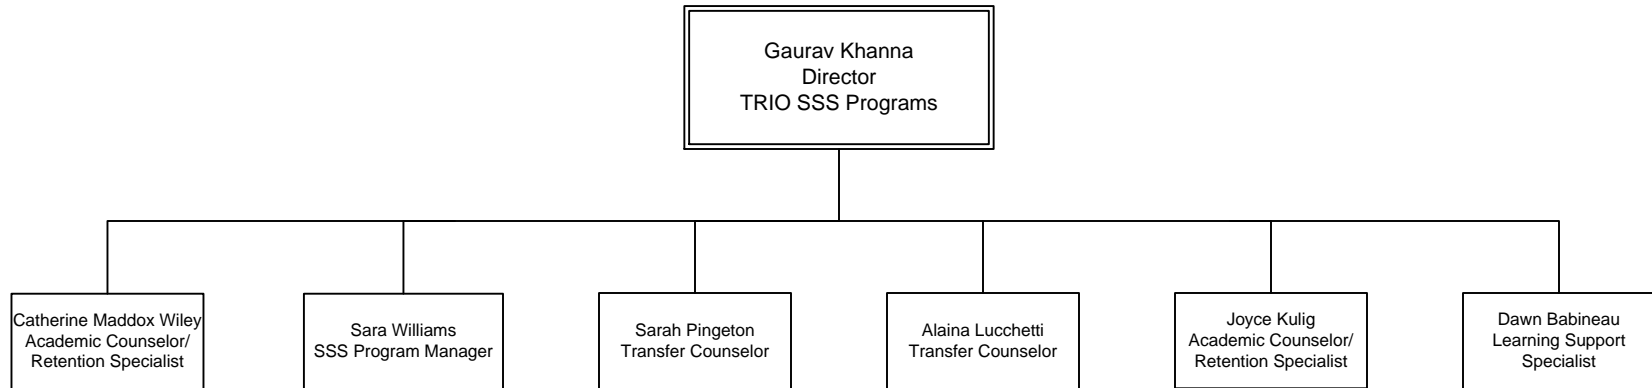 Gaurav Khanna
Director
TRIO SSS Programs
Catherine Maddox Wiley
Academic Counselor/
Retention Specialist
Sara Williams
SSS Program Manager
Sarah Pingeton
Transfer Counselor
Alaina Lucchetti
Transfer Counselor
Joyce Kulig
Academic Counselor/
Retention Specialist
Dawn Babineau
Learning Support
Specialist